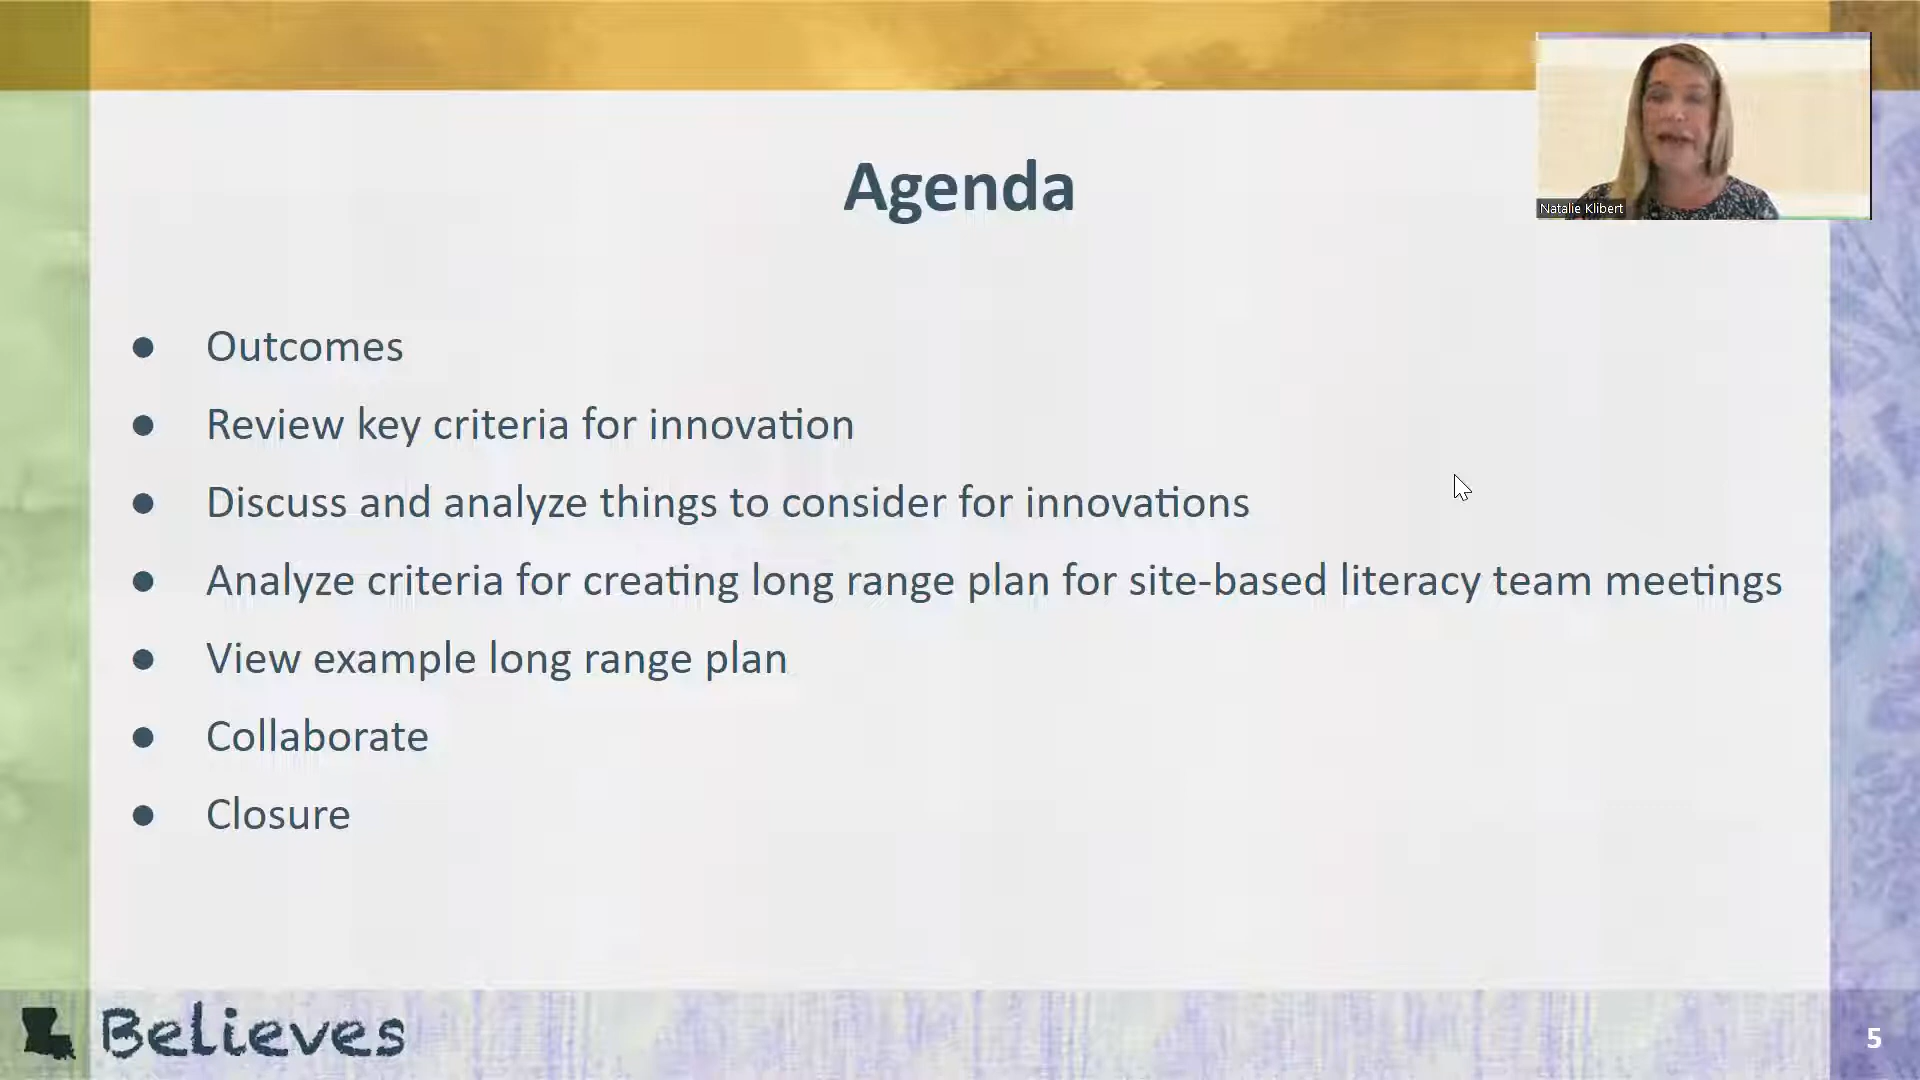 Agenda
Natalie Klibert
● Outcomes
● Review key criteria for innovation
● Discuss and analyze things to consider for innovations
● Analyze criteria for creating long range plan for site-based literacy team meetings
● View example long range plan
● Collaborate
● Closure
Believes
5